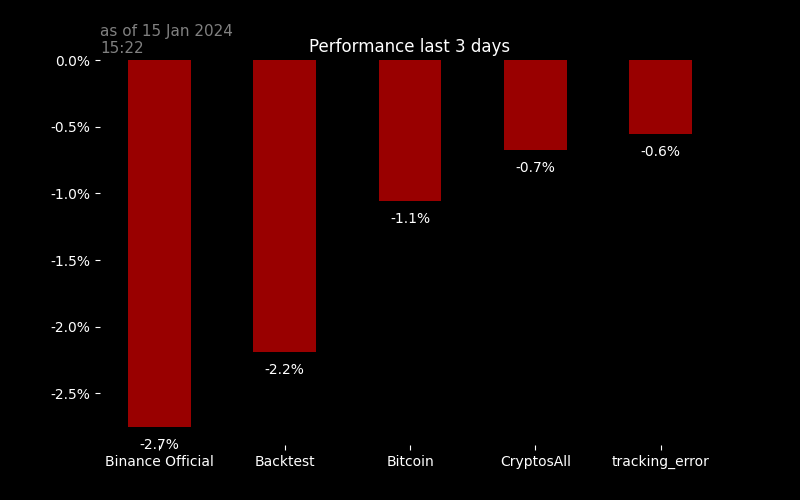 as of 15 Jan 2024
15:22
Performance last 3 days
0.0%
-0.5%
-1.0%
-1.5%
-2.0%
-2.5%
-2.7%
-2.2%
-1.1%
-0.7%
-0.6%
Binance Official
Backtest
Bitcoin
CryptosAll
tracking_error